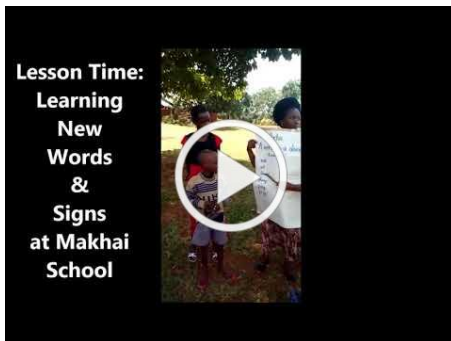 Lesson Time:
Learning
New
Words
&
Signs
at Makhai
School